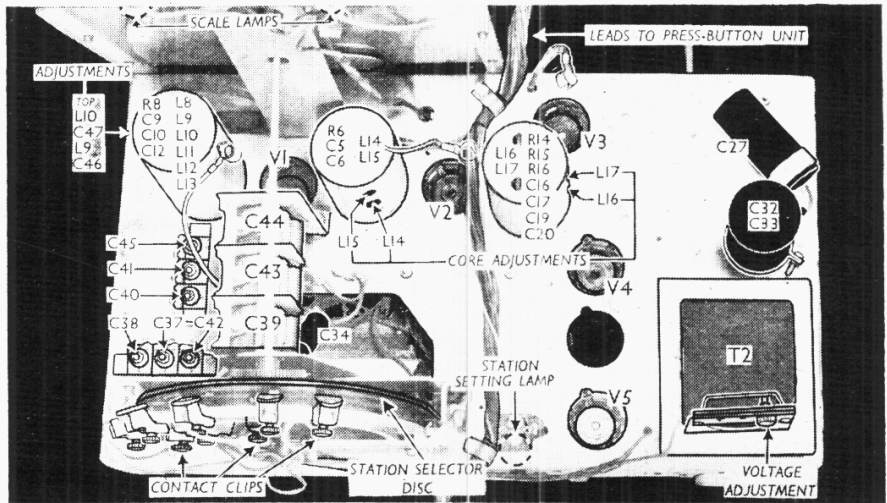 SCALE LAMPS
LEADS TO PRESS-BUTTON UNIT
ADJUSTMENTS
TOP
L10
C47
L9
C46
R8 L8
C9 L9
C10 L10
C12 L11
L12
L13
V1
R6
C5 L14
C6 L15
V2
L15 L14
R14
L16 R15
L17 R16
C16
C17
C19
C20
V3
L17
L16
CORE ADJUSTMENTS
C27
C32
C33
C44
C45
C41
C43
C40
C39
C38 C37 C42
C34
V4
T2
STATION
SETTING LAMP
V5
CONTACT CLIPS
STATION SELECTOR
DISC
VOLTAGE
ADJUSTMENT